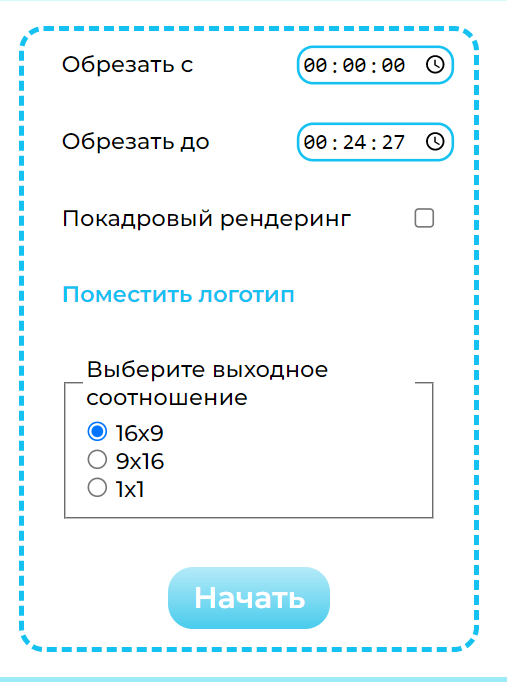 Обрезать с 00:00:00
Обрезать до 00:24:27
Покадровый рендеринг
Поместить логотип
Выберите выходное
соотношение
16x9
9x16
1x1
Начать